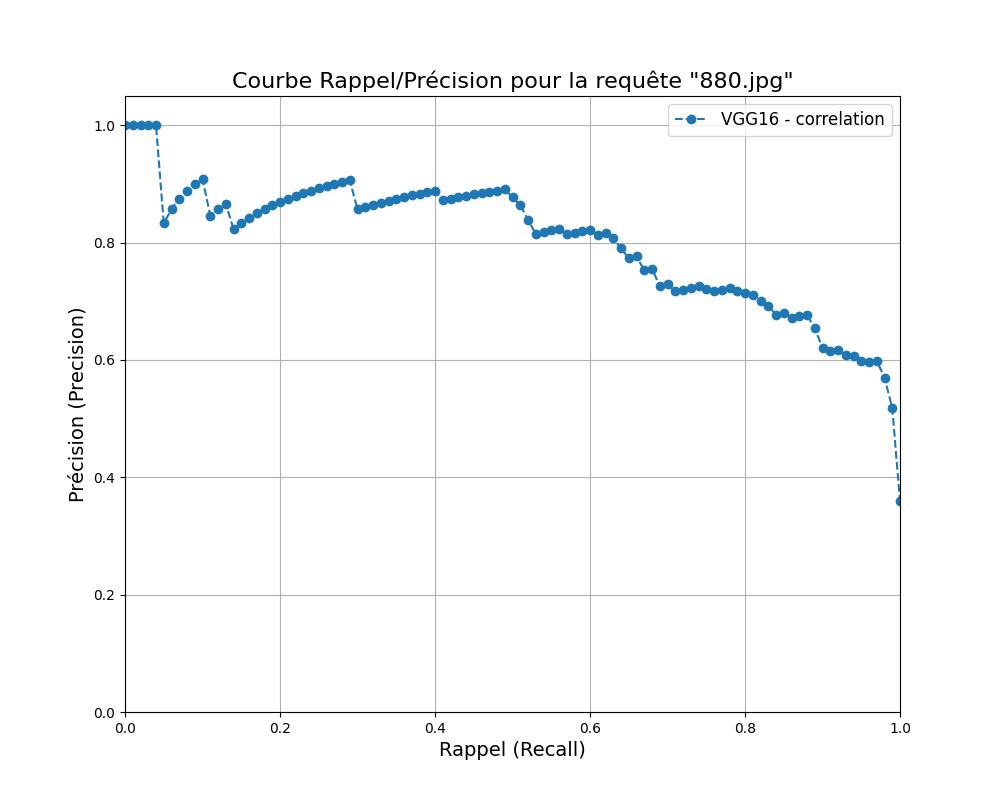 Courbe Rappel/Précision pour la requête "880.jpg"
VGG16 - correlation
1.0
0.8
0.6
0.4
0.2
0.0
Précision (Precision)
0.0 0.2 0.4 0.6 0.8 1.0
Rappel (Recall)